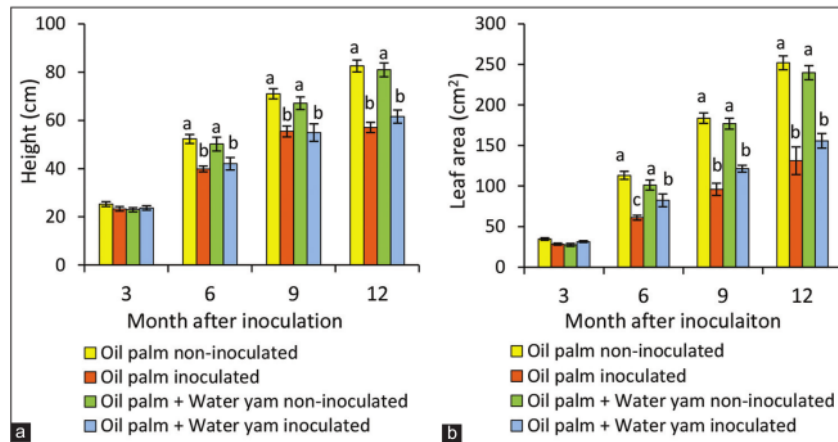 100
80
60
40
20
0
Height (cm)
a
a
b
b
a
a
b
b
a
a
b
b
3
6
9
12
Month after inoculation
Oil palm non-inoculated
Oil palm inoculated
Oil palm + Water yam non-inoculated
Oil palm + Water yam inoculated
a
300
250
200
150
100
50
0
Leaf area (cm²)
a
c
a
b
a
b
a
b
a
b
a
b
3
6
9
12
Month after inoculaiton
Oil palm non-inoculated
Oil palm inoculated
Oil palm + Water yam non-inoculated
Oil palm + Water yam inoculated
b